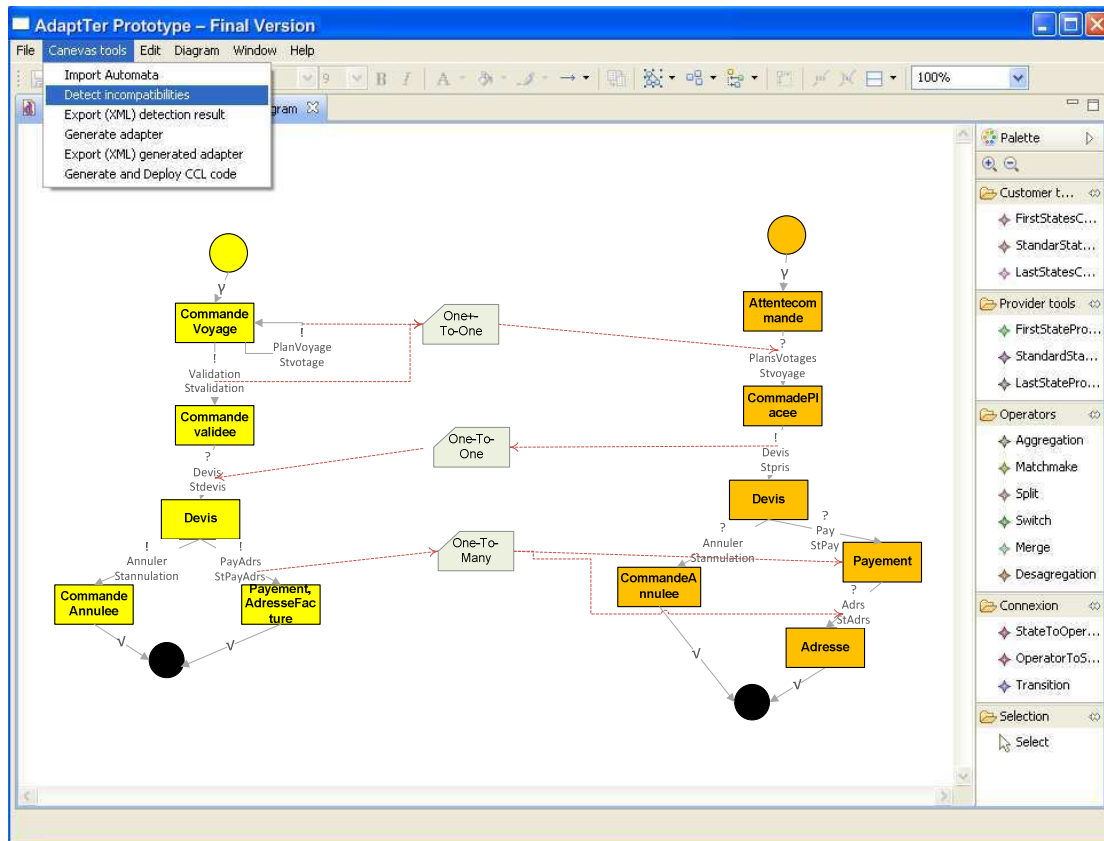 AdaptTer Prototype – Final Version
File Canevas tools Edit Diagram Window Help
Import Automata
Detect incompatibilities
Export (XML) detection result
Generate adapter
Export (XML) generated adapter
Generate and Deploy CCL code
9 B I A 100%
gram
Palette
Customer t...
FirstStatesC...
StandarStat...
LastStatesC...
Provider tools
FirstStatePro...
StandardSta...
LastStatePro...
Operators
Aggregation
Matchmake
Split
Switch
Merge
Desagregation
Connexion
StateToOper...
OperatorToS...
Transition
Selection
Select
γ
Commande
Voyage
!
PlanVoyage
Stvotage
!
Validation
Stvalidation
Commande
validee
?
Devis
Stdevis
Devis
!
Annuler
Stannulation
!
PayAdrs
StPayAdrs
Commande
Annulee
Payement,
AdresseFac
ture
√
√
One+-
To-One
One-To-
One
One-To-
Many
γ
Attentecom
mande
?
PlansVotages
Stvoyage
CommadePl
acee
!
Devis
Stpris
Devis
?
Annuler
Stannulation
?
Pay
StPay
Payement
CommandeA
nnulee
?
Adrs
StAdrs
Adresse
√
√